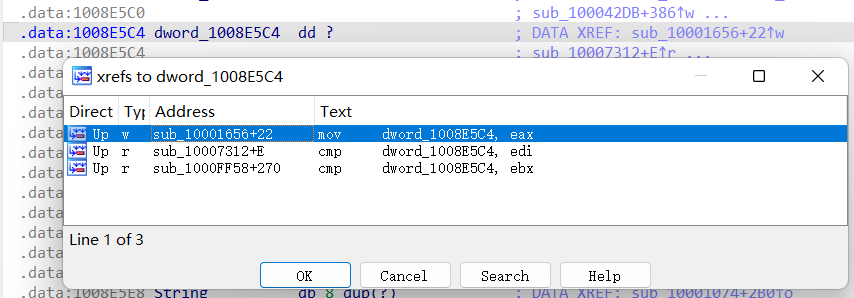 .data:1008E5C0 ; sub_100042DB+386↑w ...
.data:1008E5C4 dword_1008E5C4 dd ? ; DATA XREF: sub_10001656+22↑w
.data:1008E5C4 ; sub_10007312+E↑r ...
.data
xrefs to dword_1008E5C4
.data
Direct Typ Address Text
.data
Up w sub_10001656+22 mov dword_1008E5C4, eax
.data
Up r sub_10007312+E cmp dword_1008E5C4, edi
.data
Up r sub_1000FF58+270 cmp dword_1008E5C4, ebx
.data
.data
.data
.data
Line 1 of 3
.data
.data
OK Cancel Search Help
.data:1008E5E8 String db 8 dup(?) ; DATA XREF: sub_10001074+2B0↑o